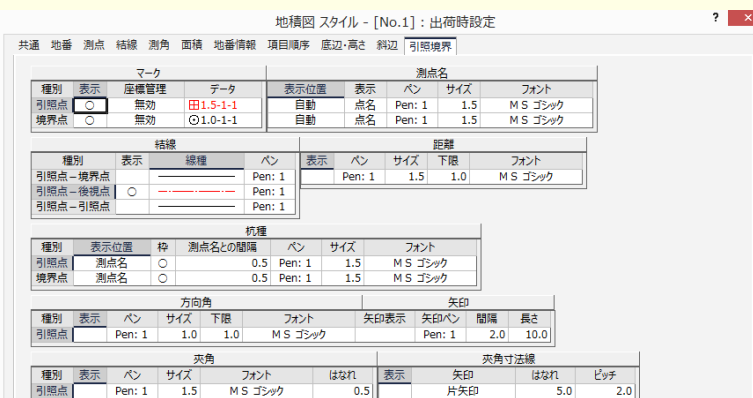 地積図 スタイル - [No.1] : 出荷時設定
? ×
共通 地番 測点 結線 測角 面積 地番情報 項目順序 底辺・高さ 斜辺 引照境界
マーク 測点名
種別 表示 座標管理 データ 表示位置 表示 ペン サイズ フォント
引照点 ○ 無効 1.5-1-1 自動 点名 Pen: 1 1.5 ＭＳ ゴシック
境界点 ○ 無効 1.0-1-1 自動 点名 Pen: 1 1.5 ＭＳ ゴシック
結線 距離
種別 表示 線種 ペン 表示 ペン サイズ 下限 フォント
引照点－境界点 Pen: 1 Pen: 1 1.5 1.0 ＭＳ ゴシック
引照点－後視点 ○ Pen: 1
引照点－引照点 Pen: 1
杭種
種別 表示位置 枠 測点名との間隔 ペン サイズ フォント
引照点 測点名 ○ 0.5 Pen: 1 1.5 ＭＳ ゴシック
境界点 測点名 ○ 0.5 Pen: 1 1.5 ＭＳ ゴシック
方向角 矢印
種別 表示 ペン サイズ 下限 フォント 矢印表示 矢印ペン 間隔 長さ
引照点 Pen: 1 1.0 1.0 ＭＳ ゴシック Pen: 1 2.0 10.0
夾角 夾角寸法線
種別 表示 ペン サイズ フォント はなれ 表示 矢印 はなれ ピッチ
引照点 Pen: 1 1.5 ＭＳ ゴシック 0.5 片矢印 5.0 2.0